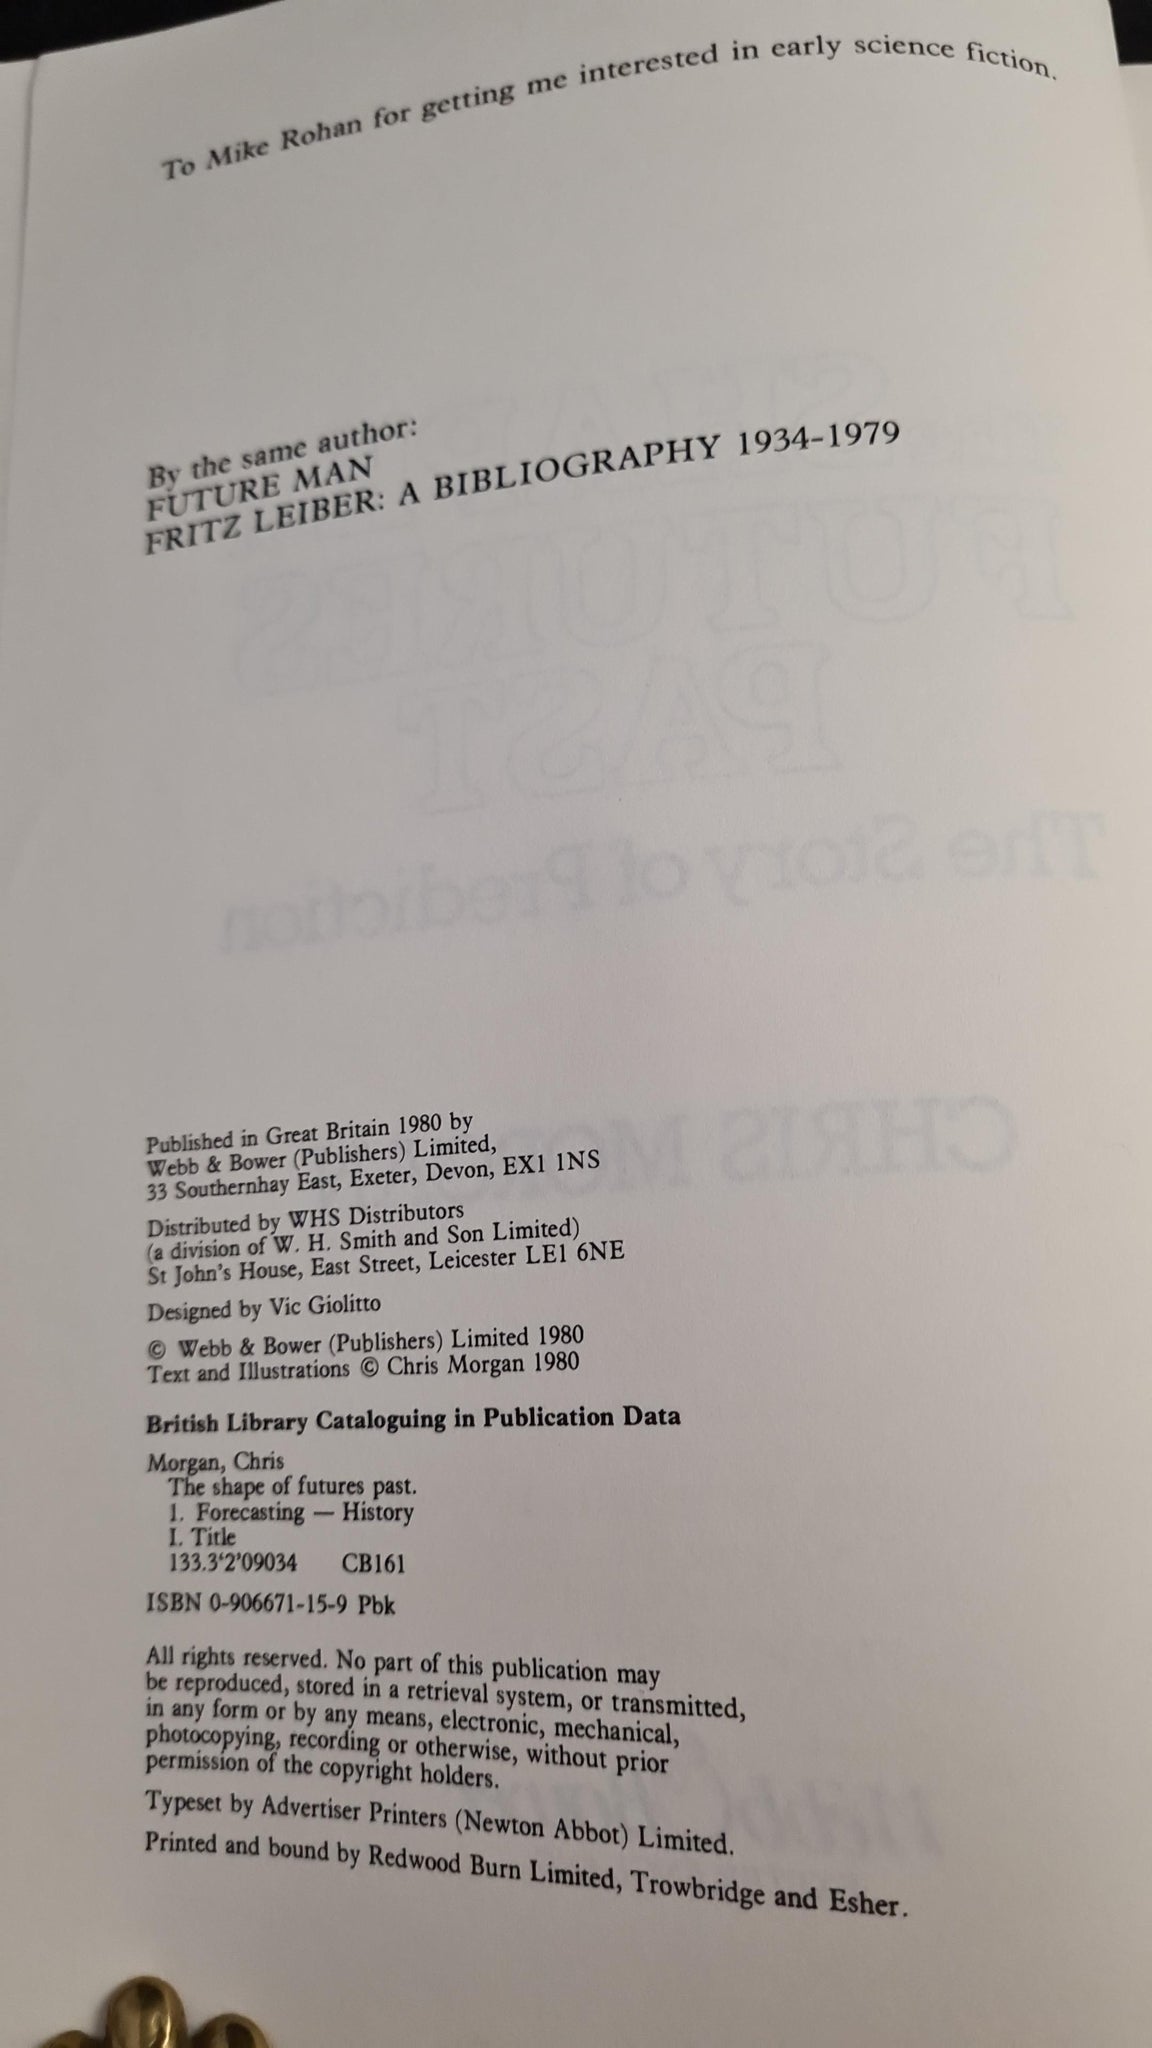 To Mike Rohan for getting me interested in early science fiction.
By the same author:
FUTURE MAN
FRITZ LEIBER: A BIBLIOGRAPHY 1934-1979
FUTURES
PAST
The Story of Prediction
CHRIS MORG
Published in Great Britain 1980 by
Webb & Bower (Publishers) Limited,
33 Southernhay East, Exeter, Devon, EX1 1NS
Distributed by WHS Distributors
(a division of W. H. Smith and Son Limited)
St John's House, East Street, Leicester LE1 6NE
Designed by Vic Giolitto
© Webb & Bower (Publishers) Limited 1980
Text and Illustrations © Chris Morgan 1980
British Library Cataloguing in Publication Data
Morgan, Chris
The shape of futures past.
1. Forecasting — History
I. Title
133.3‘2’09034 CB161
ISBN 0-906671-15-9 Pbk
All rights reserved. No part of this publication may
be reproduced, stored in a retrieval system, or transmitted,
in any form or by any means, electronic, mechanical,
photocopying, recording or otherwise, without prior
permission of the copyright holders.
Typeset by Advertiser Printers (Newton Abbot) Limited.
Printed and bound by Redwood Burn Limited, Trowbridge and Esher.